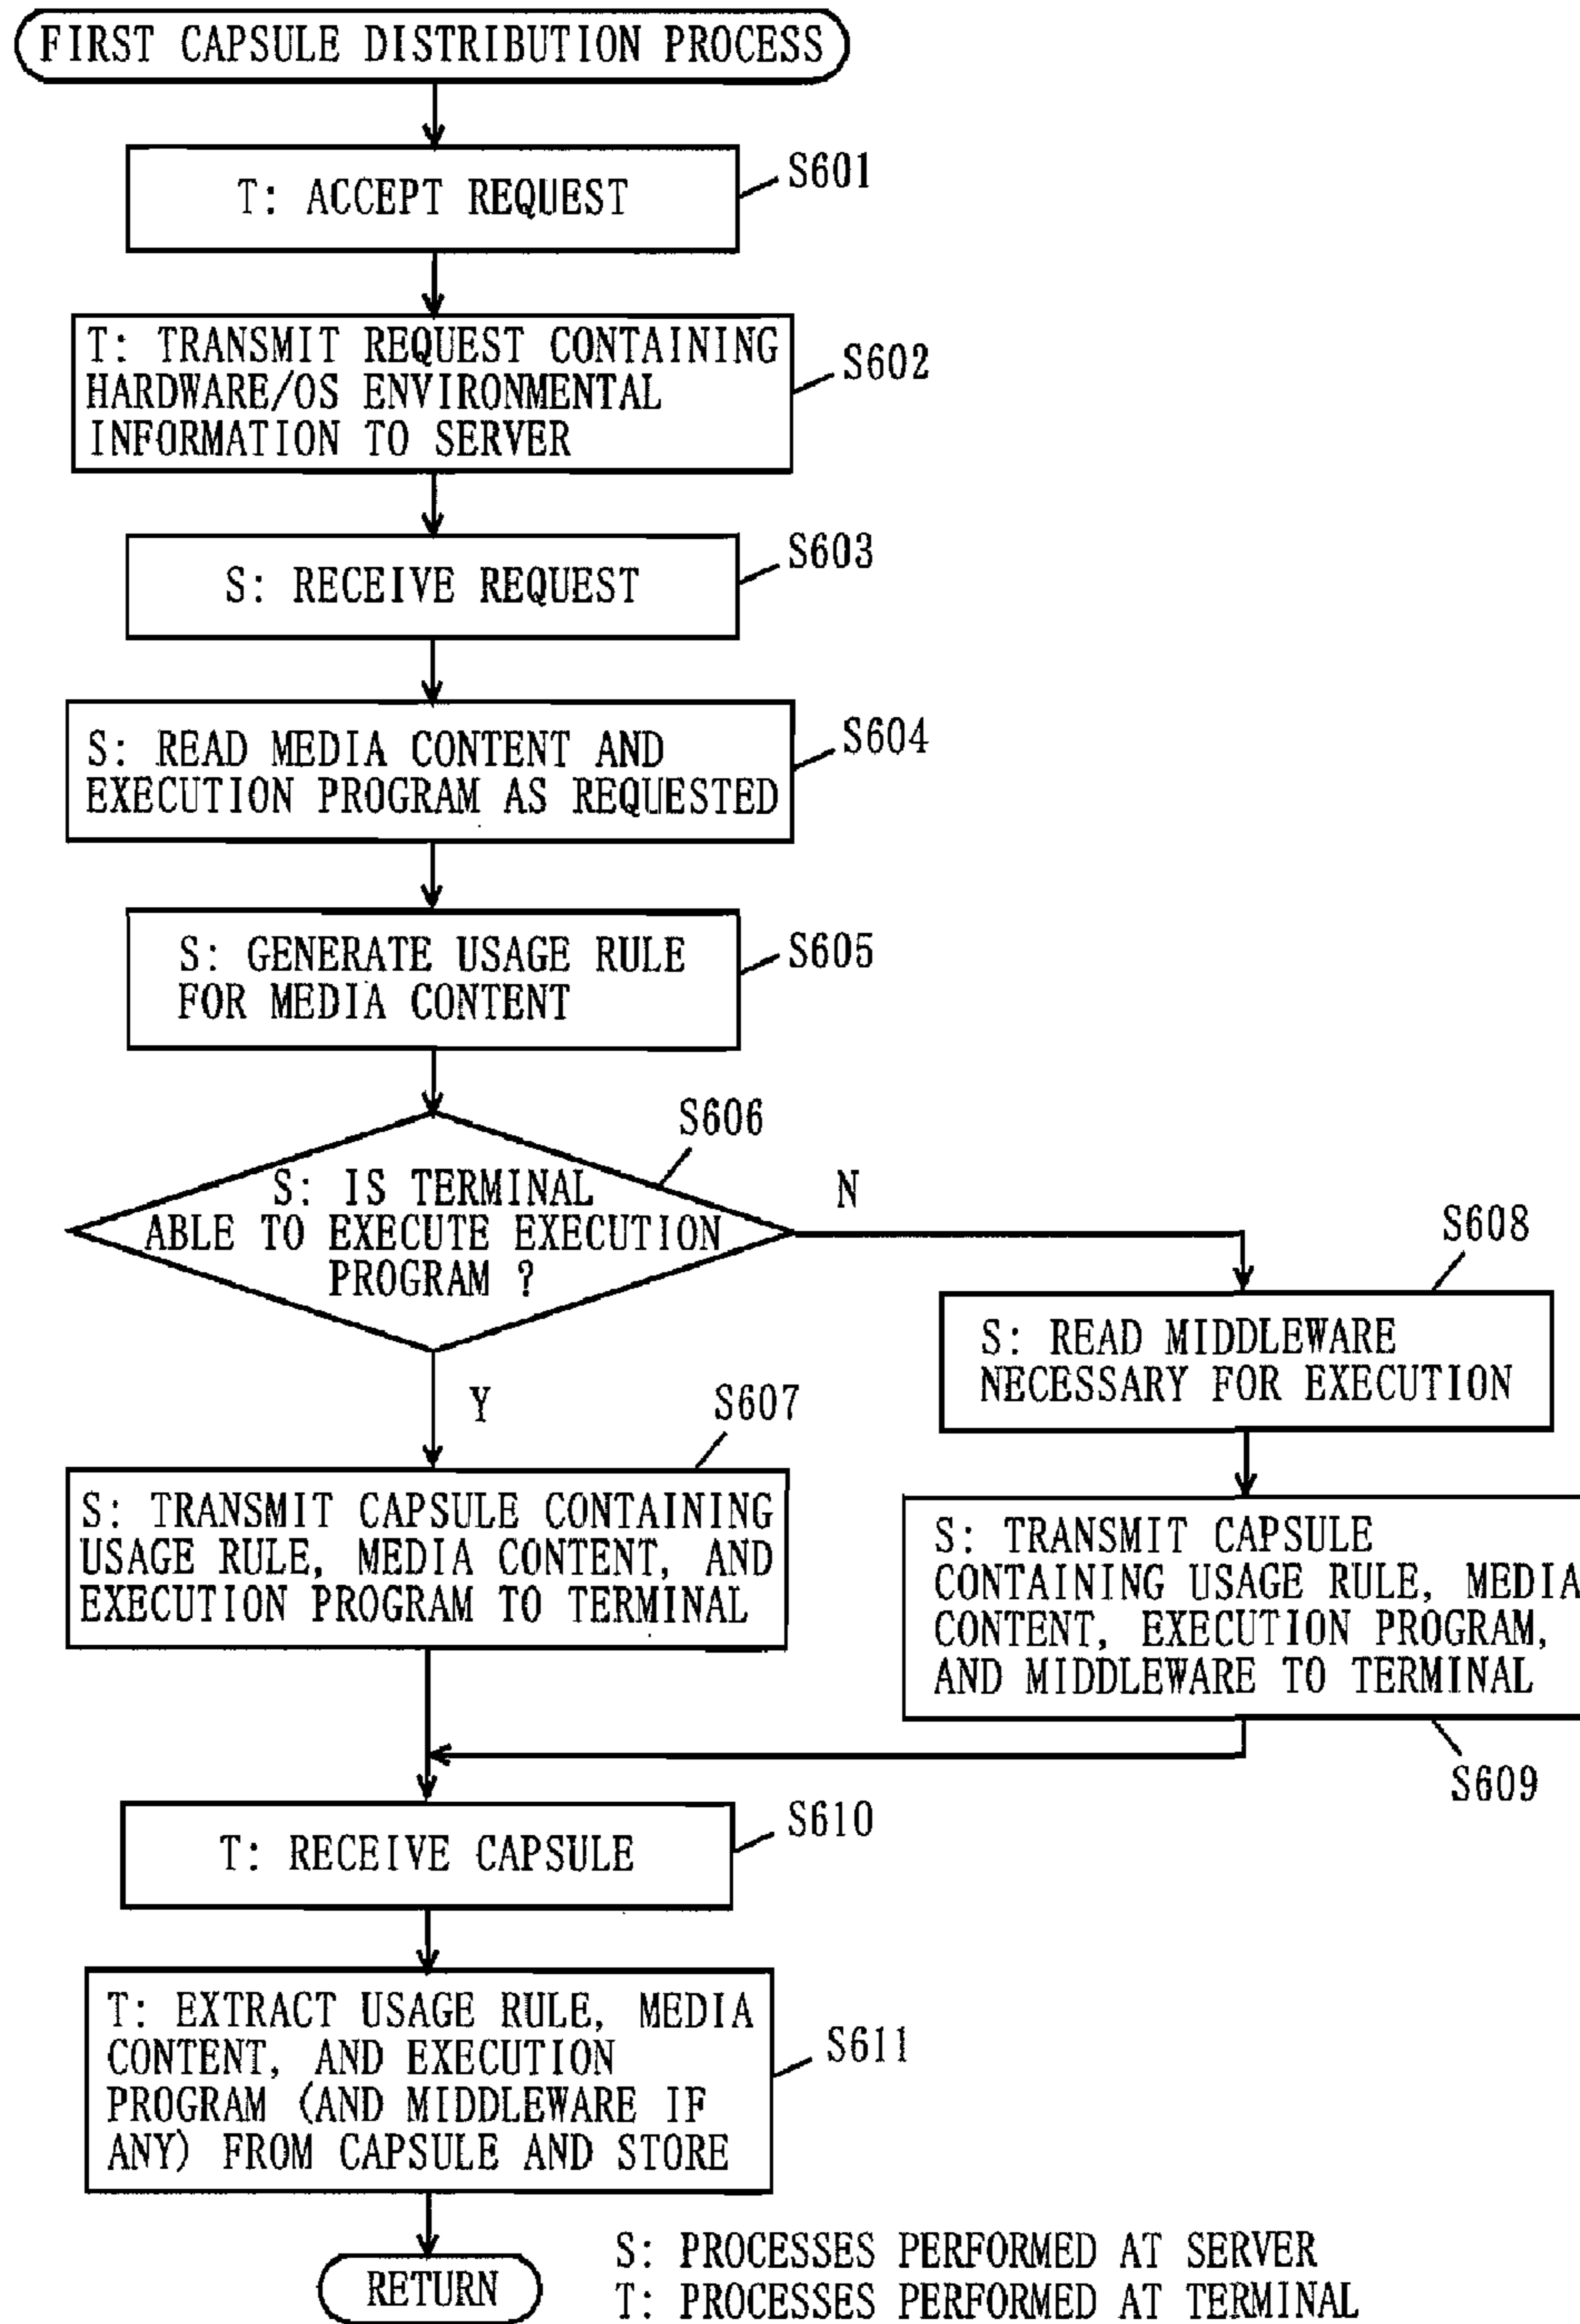 FIRST CAPSULE DISTRIBUTION PROCESS
T: ACCEPT REQUEST
S601
T: TRANSMIT REQUEST CONTAINING
HARDWARE/OS ENVIRONMENTAL
INFORMATION TO SERVER
S602
S: RECEIVE REQUEST
S603
S: READ MEDIA CONTENT AND
EXECUTION PROGRAM AS REQUESTED
S604
S: GENERATE USAGE RULE
FOR MEDIA CONTENT
S605
S606
S: IS TERMINAL
ABLE TO EXECUTE EXECUTION
PROGRAM ?
N
Y
S608
S: READ MIDDLEWARE
NECESSARY FOR EXECUTION
S607
S: TRANSMIT CAPSULE CONTAINING
USAGE RULE, MEDIA CONTENT, AND
EXECUTION PROGRAM TO TERMINAL
S: TRANSMIT CAPSULE
CONTAINING USAGE RULE, MEDIA
CONTENT, EXECUTION PROGRAM,
AND MIDDLEWARE TO TERMINAL
S609
T: RECEIVE CAPSULE
S610
T: EXTRACT USAGE RULE, MEDIA
CONTENT, AND EXECUTION
PROGRAM (AND MIDDLEWARE IF
ANY) FROM CAPSULE AND STORE
S611
RETURN
S: PROCESSES PERFORMED AT SERVER
T: PROCESSES PERFORMED AT TERMINAL